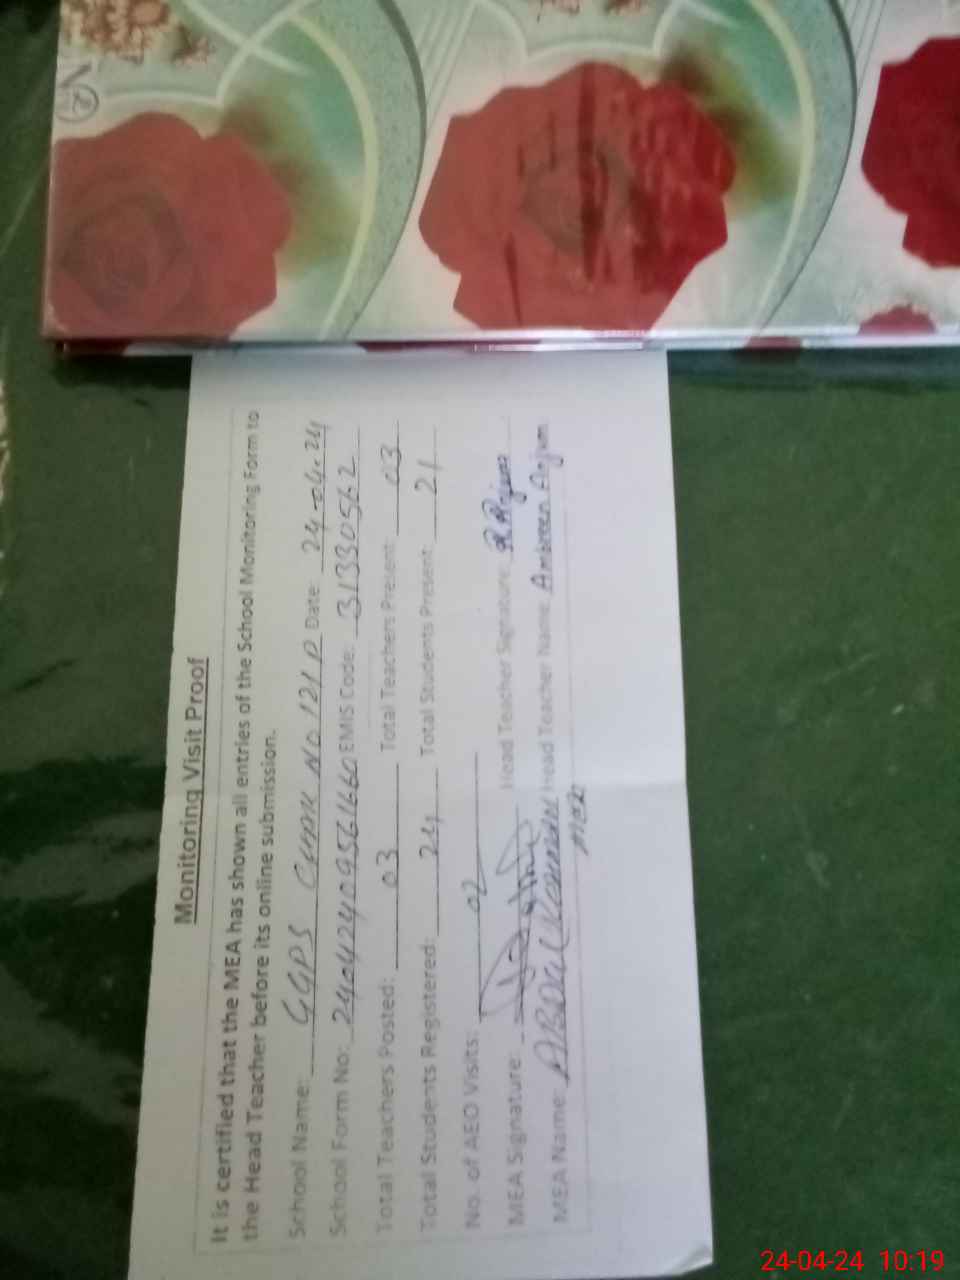 Monitoring Visit Proof
It is certified that the MEA has shown all entries of the School Monitoring Form to
the Head Teacher before its online submission.
School Name: GGPS CHAK No 121 P Date: 24-04-24
School Form No: 24042409561660 EMIS Code: 31330562
Total Teachers Posted: 03 Total Teachers Present: 03
Total Students Registered: 24 Total Students Present: 21
No. of AEO Visits: 02
MEA Signature: Head Teacher Signature: Anjum
MEA Name: ABDUL Head Teacher Name: Ambreen Anjum
24-04-24 10:19